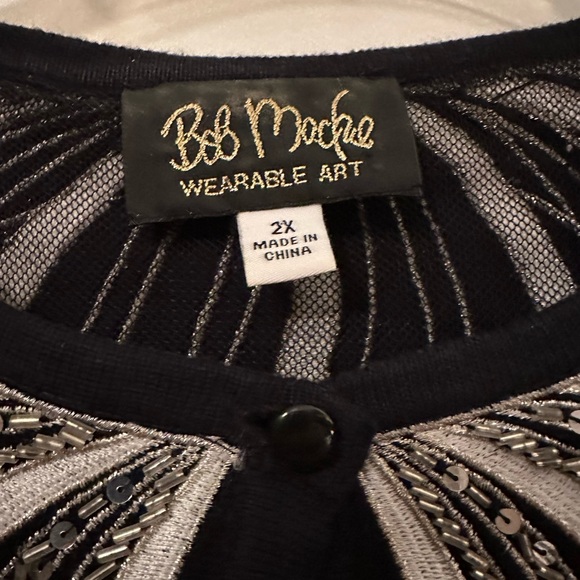 Bob Mackie
WEARABLE ART
2X
MADE IN
CHINA